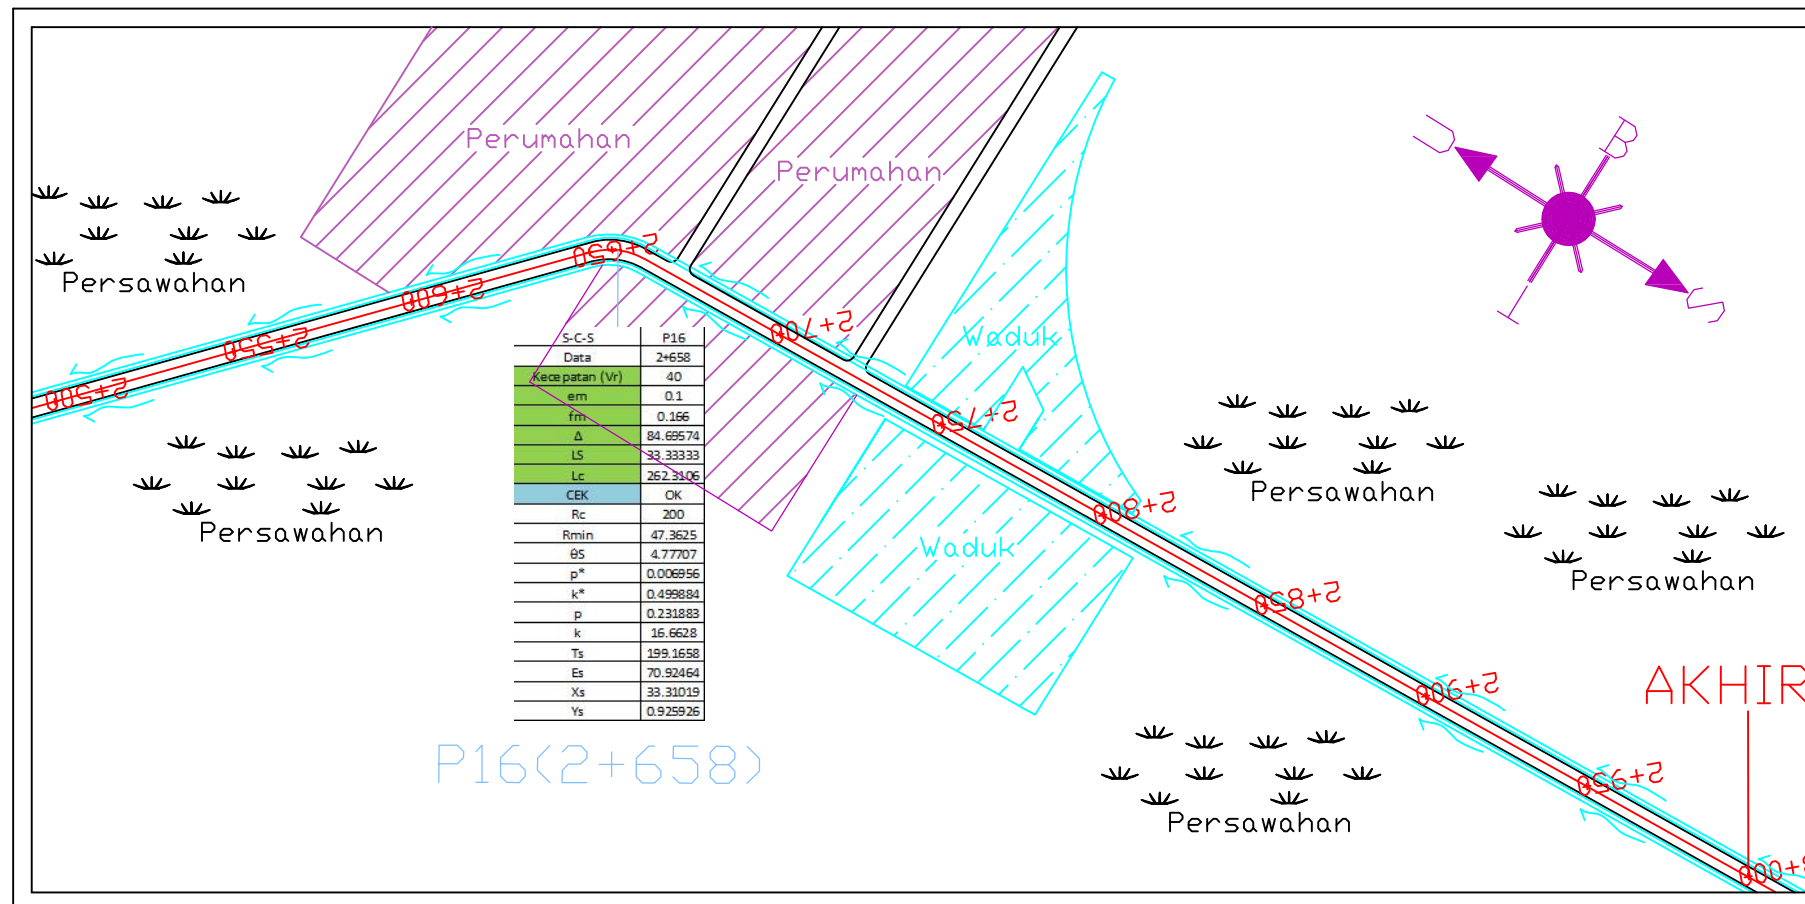 Perumahan
Perumahan
U
B
T
S
Persawahan
2+650
2+600
2+550
2+500
2+700
Waduk
2+750
S-C-S P16
Data 2+658
Kecepatan (Vr) 40
em 0.1
fm 0.166
Δ 84.69574
LS 33.33333
Lc 262.3106
CEK OK
Rc 200
Rmin 47.3625
θS 4.77707
p* 0.006956
k* 0.499884
p 0.231883
k 16.6628
Ts 199.1658
Es 70.92464
Xs 33.31019
Ys 0.925926
Persawahan
Persawahan
2+800
Waduk
Persawahan
2+850
2+900
AKHIR
P16(2+658)
2+950
Persawahan
+000